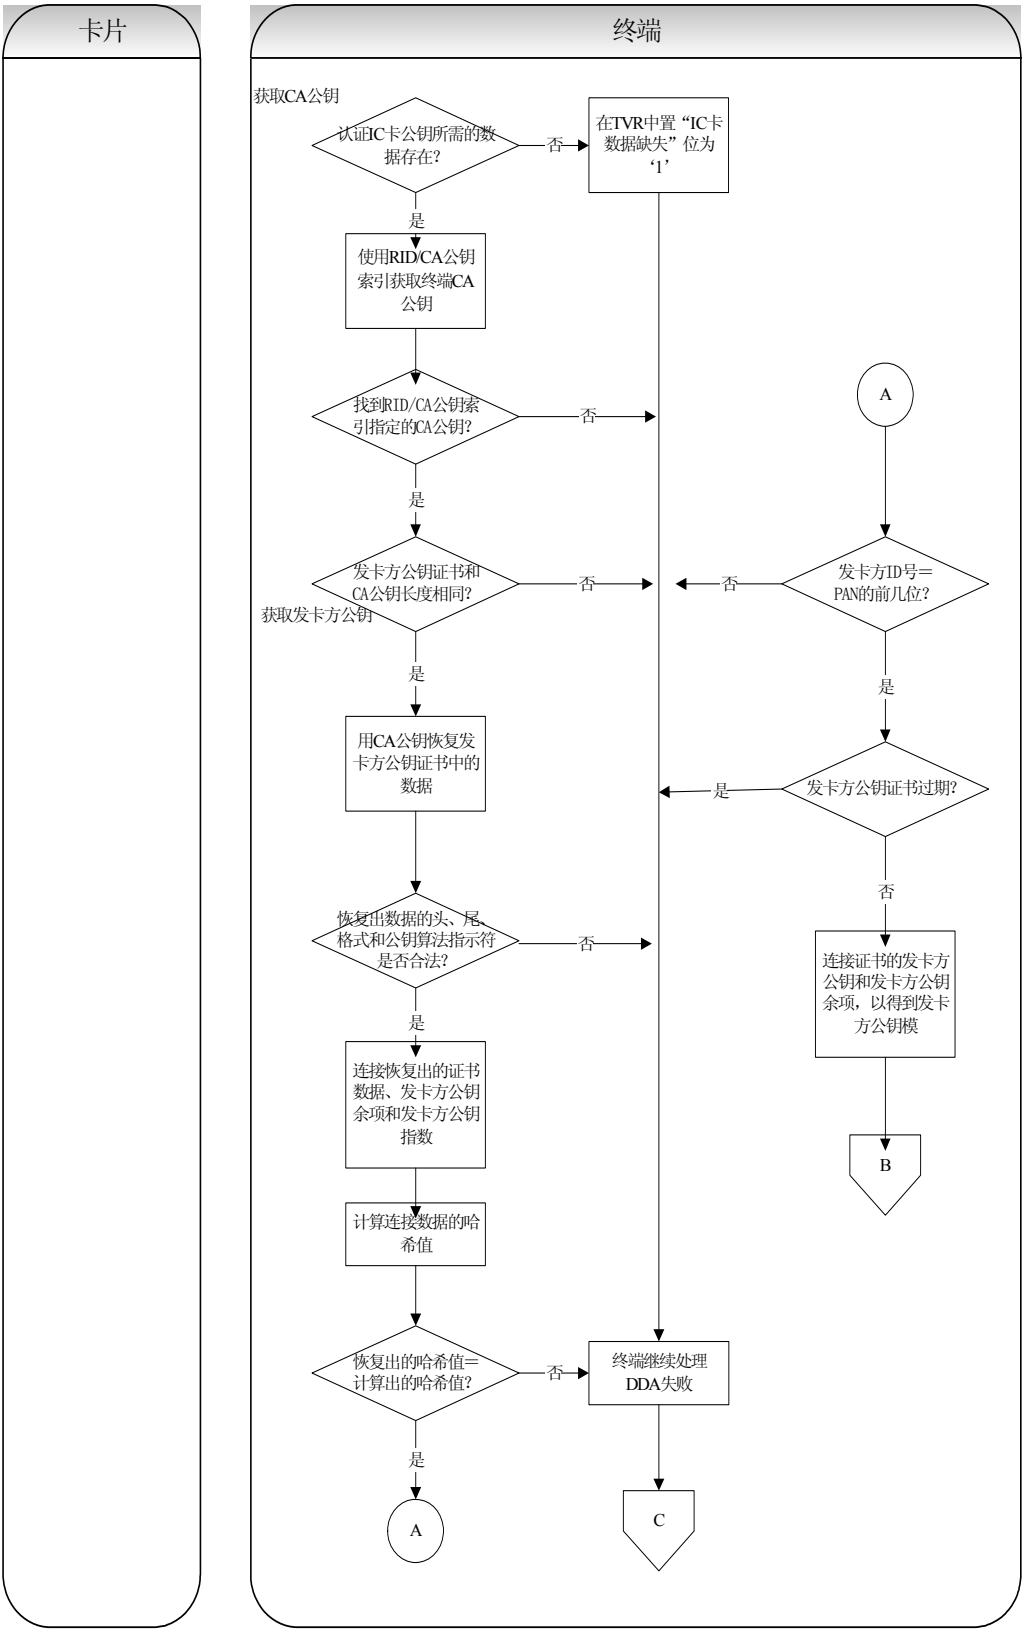 卡片
终端
获取CA公钥
认证IC卡公钥所需的数
据存在？
否
在TVR中置“IC卡
数据缺失”位为
‘1’
是
使用RID/CA公钥
索引获取终端CA
公钥
找到RID/CA公钥索
引指定的CA公钥？
否
是
发卡方公钥证书和
CA公钥长度相同？
否
获取发卡方公钥
是
用CA公钥恢复发
卡方公钥证书中的
数据
恢复出数据的头、尾、
格式和公钥算法指示符
是否合法？
否
是
连接恢复出的证书
数据、发卡方公钥
余项和发卡方公钥
指数
计算连接数据的哈
希值
恢复出的哈希值＝
计算出的哈希值？
否
终端继续处理
DDA失败
是
A
C
A
发卡方ID号＝
PAN的前几位？
否
是
发卡方公钥证书过期？
是
否
连接证书的发卡方
公钥和发卡方公钥
余项，以得到发卡
方公钥模
B